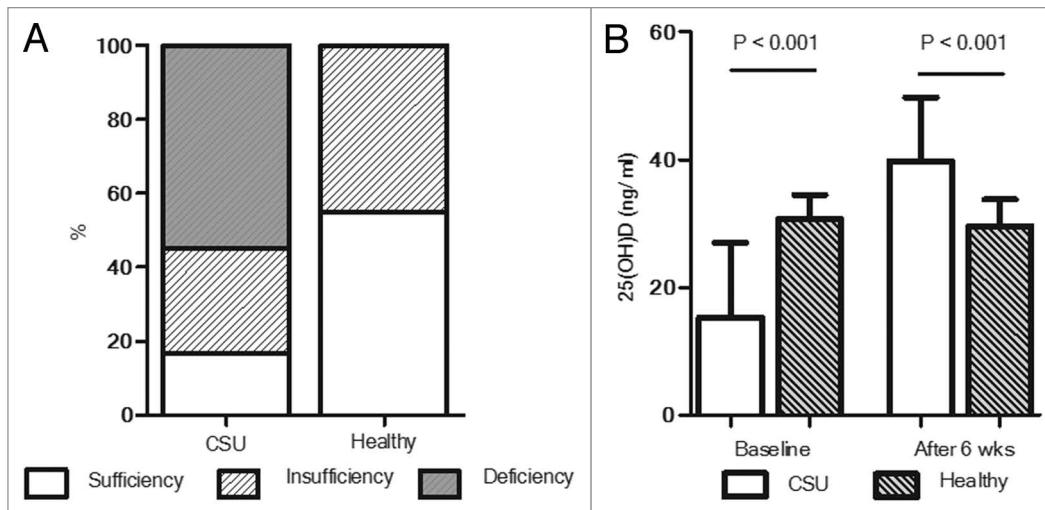 A
100
80
60
40
20
0
%
CSU Healthy
Sufficiency Insufficiency Deficiency
B
60
40
20
0
25(OH)D (ng/ml)
P < 0.001 P < 0.001
Baseline After 6 wks
CSU Healthy